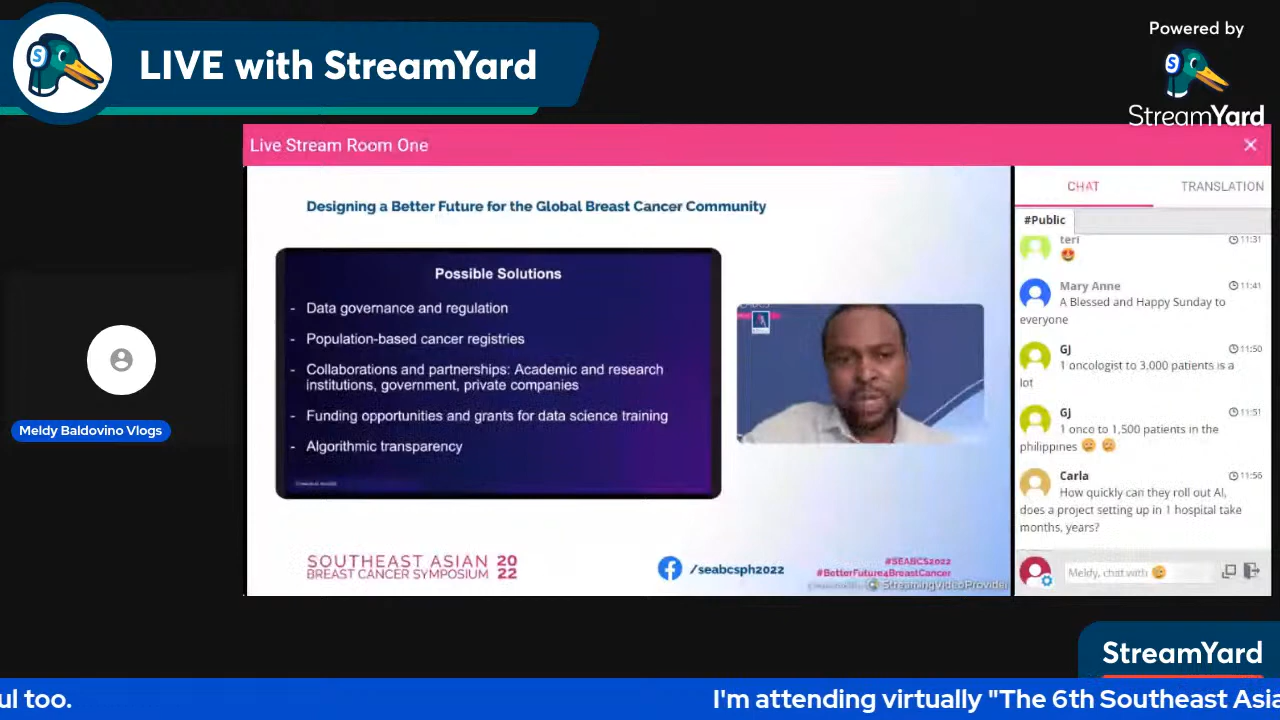 LIVE with StreamYard
Powered by
StreamYard
Live Stream Room One
Designing a Better Future for the Global Breast Cancer Community
Possible Solutions
- Data governance and regulation
- Population-based cancer registries
- Collaborations and partnerships: Academic and research
institutions, government, private companies
- Funding opportunities and grants for data science training
- Algorithmic transparency
SOUTHEAST ASIAN 20
BREAST CANCER SYMPOSIUM 22
/seabcsph2022
#SEABCS2022
#BetterFuture4BreastCancer
StreamingVideoProvider
CHAT TRANSLATION
#Public
teri 11:31
Mary Anne 11:41
A Blessed and Happy Sunday to
everyone
GJ 11:50
1 oncologist to 3,000 patients is a
lot
GJ 11:51
1 onco to 1,500 patients in the
philippines
Carla 11:56
How quickly can they roll out AI,
does a project setting up in 1 hospital take
months, years?
Meldy, chat with
Meldy Baldovino Vlogs
StreamYard
ul too.
I'm attending virtually "The 6th Southeast Asia